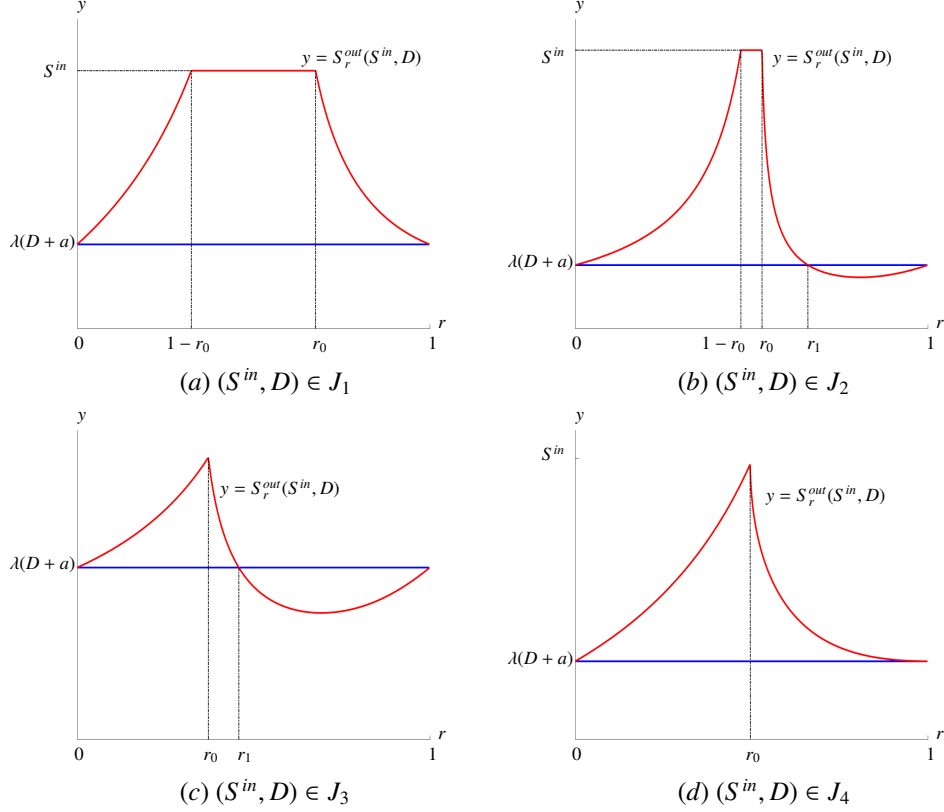 y
S^{in}
y = S_r^{out}(S^{in}, D)
λ(D + a)
r
0
1 − r_0
r_0
1
(a) (S^{in}, D) ∈ J_1
y
S^{in}
y = S_r^{out}(S^{in}, D)
λ(D + a)
r
0
1 − r_0
r_0
r_1
1
(b) (S^{in}, D) ∈ J_2
y
y = S_r^{out}(S^{in}, D)
λ(D + a)
r
0
r_0
r_1
1
(c) (S^{in}, D) ∈ J_3
y
S^{in}
y = S_r^{out}(S^{in}, D)
λ(D + a)
r
0
r_0
1
(d) (S^{in}, D) ∈ J_4